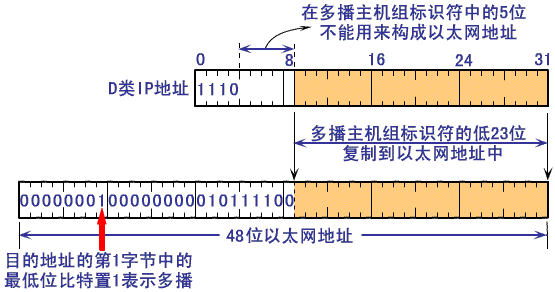 在多播主机组标识符中的5位
不能用来构成以太网地址
0 8 16 24 31
D类IP地址 1110
多播主机组标识符的低23位
复制到以太网地址中
0000000100000000010111100
48位以太网地址
目的地址的第1字节中的
最低位比特置1表示多播